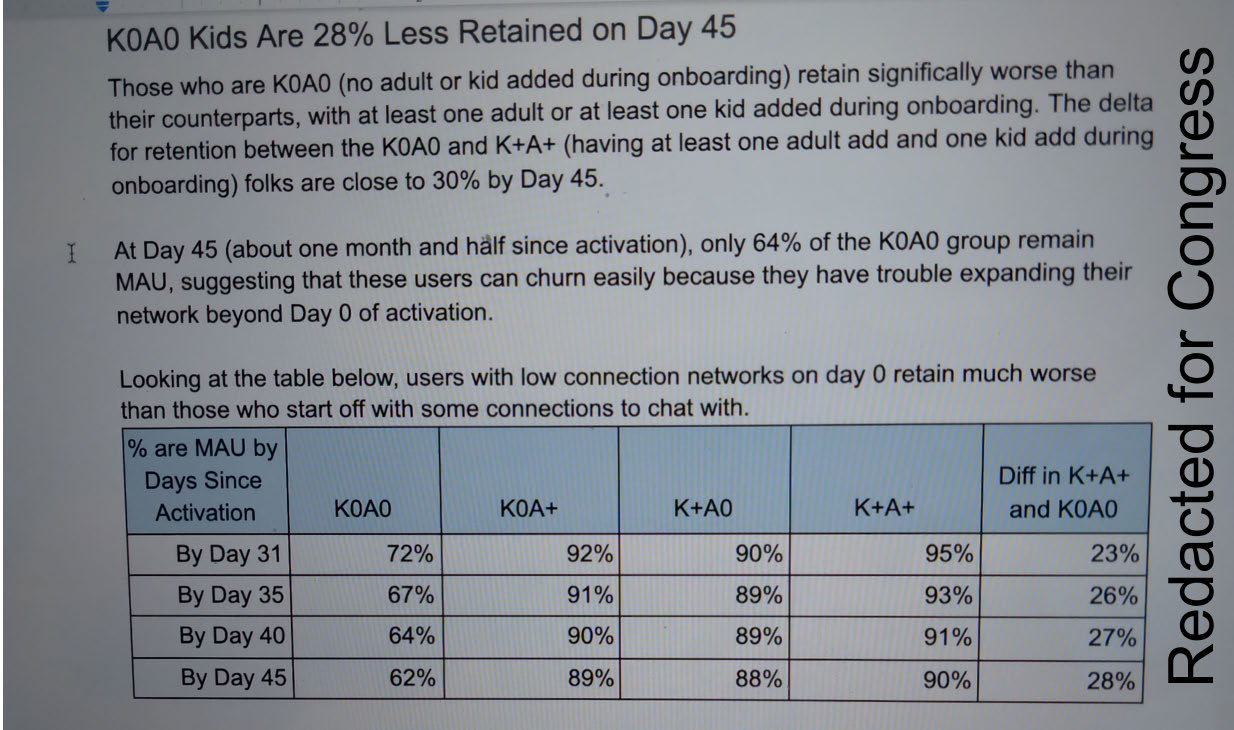 K0A0 Kids Are 28% Less Retained on Day 45
Those who are K0A0 (no adult or kid added during onboarding) retain significally worse than
their counterparts, with at least one adult or at least one kid added during onboarding. The delta
for retention between the K0A0 and K+A+ (having at least one adult add and one kid add during
onboarding) folks are close to 30% by Day 45.
At Day 45 (about one month and half since activation), only 64% of the K0A0 group remain
MAU, suggesting that these users can churn easily because they have trouble expanding their
network beyond Day 0 of activation.
Looking at the table below, users with low connection networks on day 0 retain much worse
than those who start off with some connections to chat with.
% are MAU by
Days Since
Activation
K0A0
K0A+
K+A0
K+A+
Diff in K+A+
and K0A0
By Day 31 72% 92% 90% 95% 23%
By Day 35 67% 91% 89% 93% 26%
By Day 40 64% 90% 89% 91% 27%
By Day 45 62% 89% 88% 90% 28%
Redacted for Congress